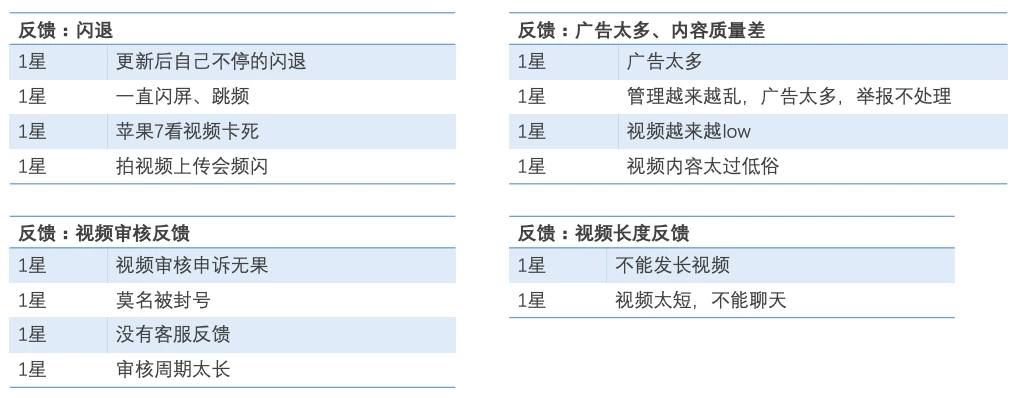 反馈：闪退
1星 更新后自己不停的闪退
1星 一直闪屏、跳频
1星 苹果7看视频卡死
1星 拍视频上传会频闪
反馈：广告太多、内容质量差
1星 广告太多
1星 管理越来越乱，广告太多，举报不处理
1星 视频越来越low
1星 视频内容太过低俗
反馈：视频审核反馈
1星 视频审核申诉无果
1星 莫名被封号
1星 没有客服反馈
1星 审核周期太长
反馈：视频长度反馈
1星 不能发长视频
1星 视频太短，不能聊天